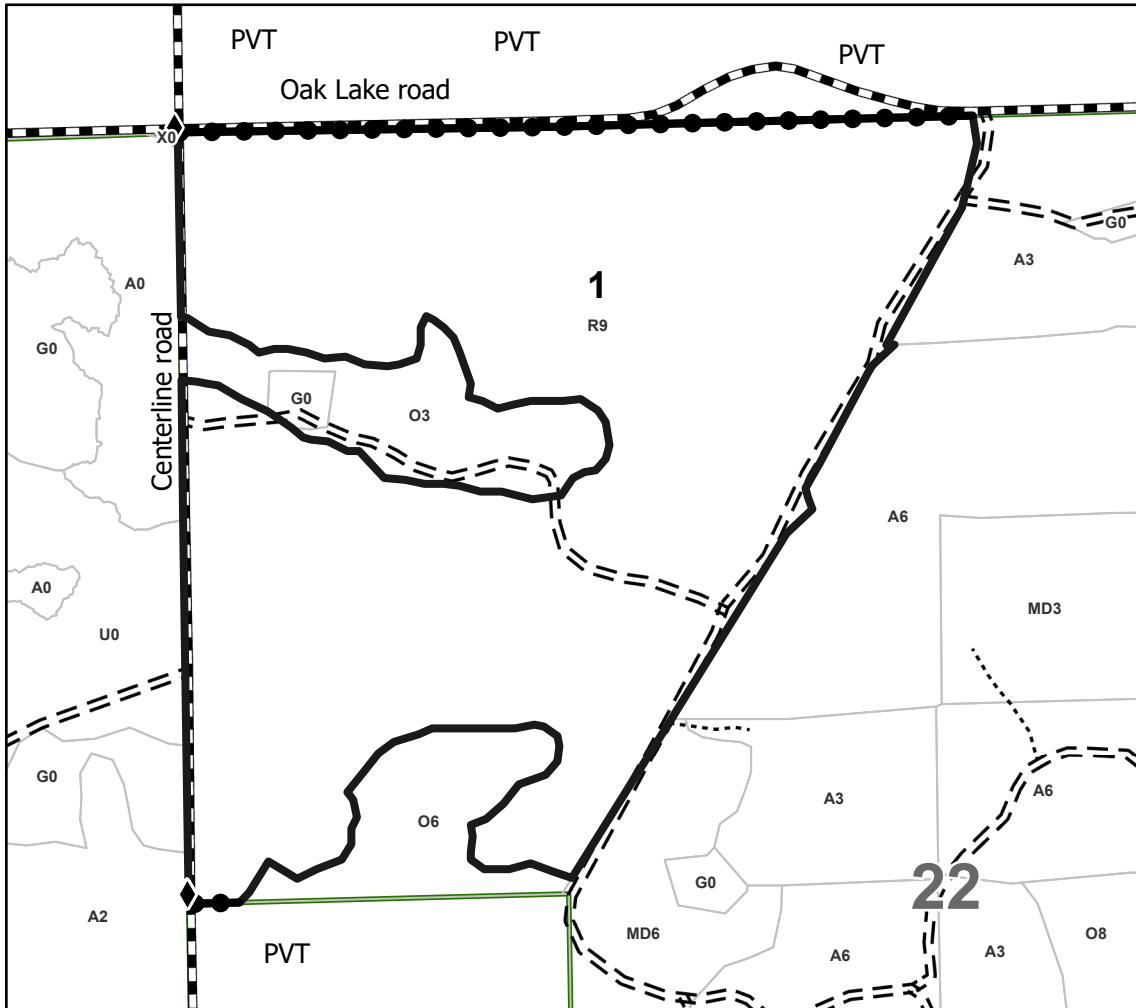 PVT
PVT
PVT
Oak Lake road
X0
G0
A3
A0
1
R9
G0
Centerline road
G0
O3
A6
A0
MD3
U0
G0
A3
A6
O6
G0
22
A2
MD6
O8
PVT
A6
A3